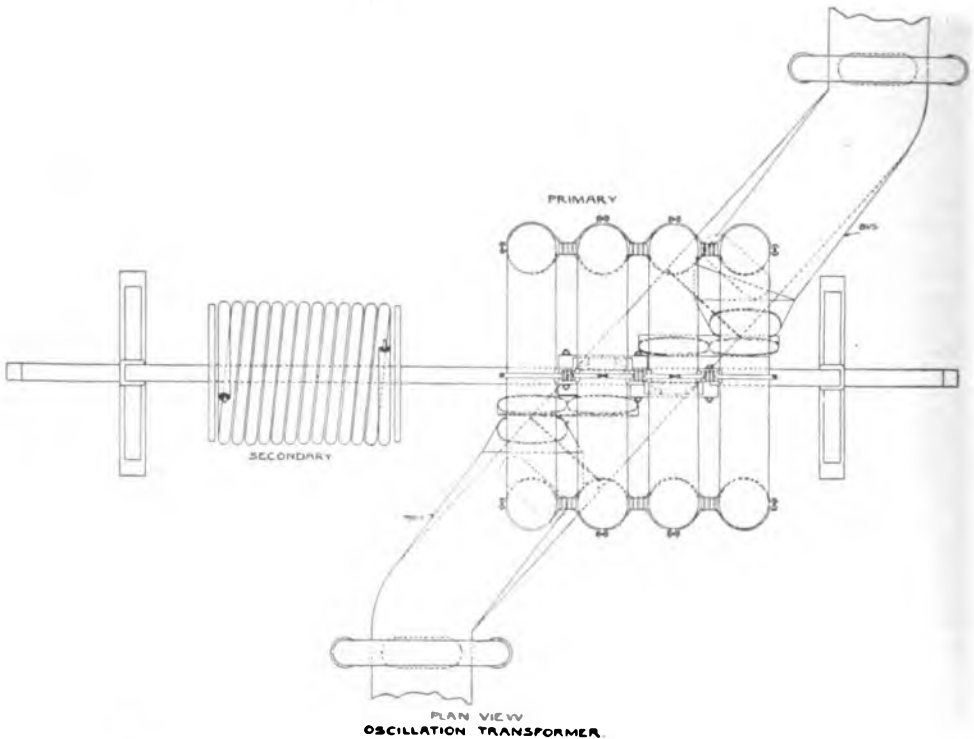 PRIMARY
BUS
SECONDARY
PLAN VIEW
OSCILLATION TRANSFORMER.